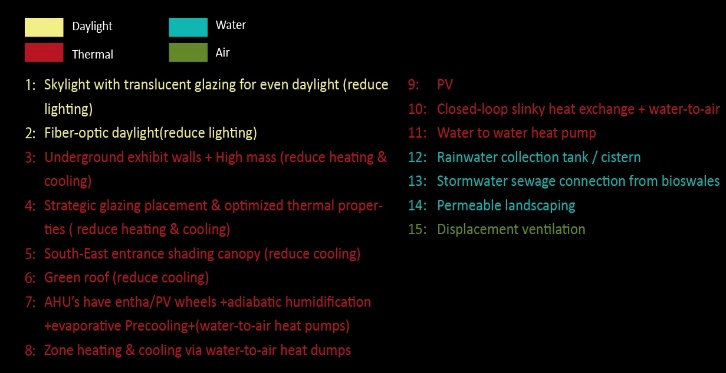 Daylight
Water
Thermal
Air
1: Skylight with translucent glazing for even daylight (reduce
lighting)
2: Fiber-optic daylight(reduce lighting)
3: Underground exhibit walls + High mass (reduce heating &
cooling)
4: Strategic glazing placement & optimized thermal proper-
ties ( reduce heating & cooling)
5: South-East entrance shading canopy (reduce cooling)
6: Green roof (reduce cooling)
7: AHU's have entha/PV wheels +adiabatic humidification
+evaporative Precooling+(water-to-air heat pumps)
8: Zone heating & cooling via water-to-air heat dumps
9: PV
10: Closed-loop slinky heat exchange + water-to-air
11: Water to water heat pump
12: Rainwater collection tank / cistern
13: Stormwater sewage connection from bioswales
14: Permeable landscaping
15: Displacement ventilation